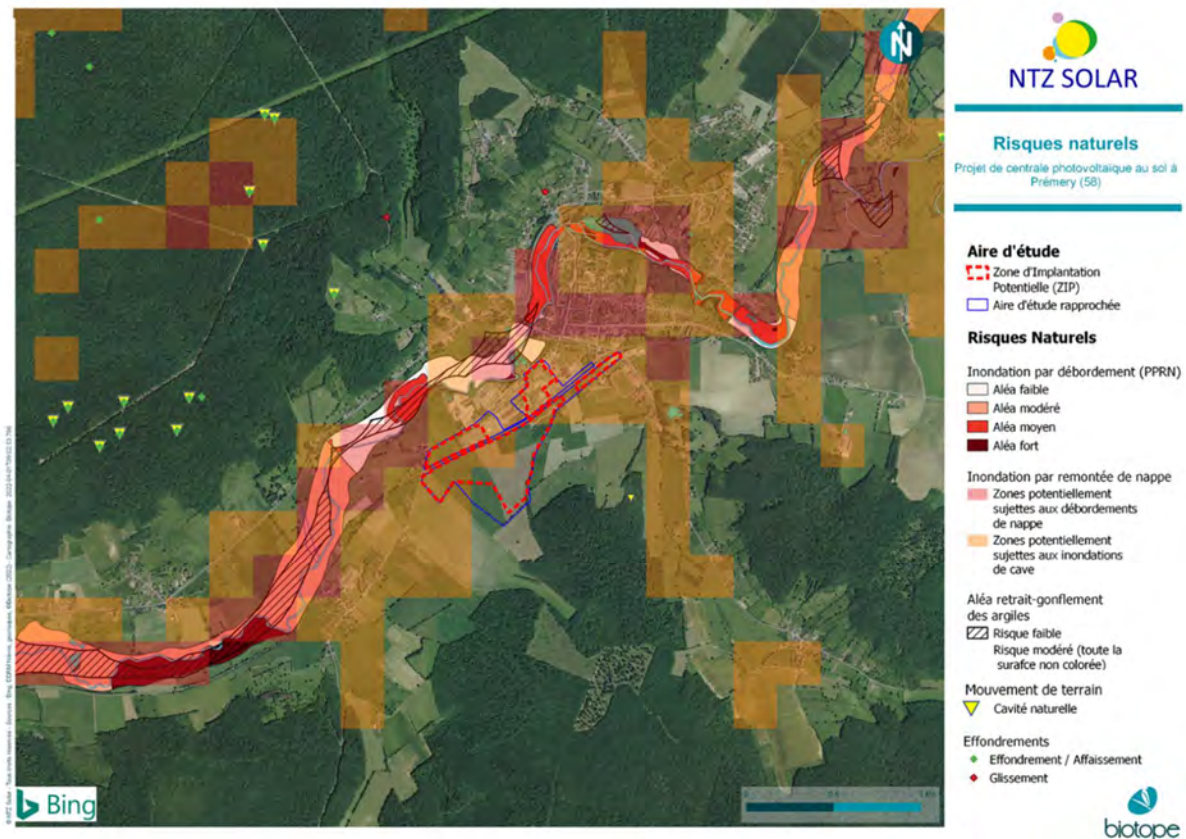 N
NTZ SOLAR
Risques naturels
Projet de centrale photovoltaïque au sol à
Prémery (58)
Aire d'étude
Zone d'Implantation
Potentielle (ZIP)
Aire d'étude rapprochée
Risques Naturels
Inondation par débordement (PPRN)
Aléa faible
Aléa modéré
Aléa moyen
Aléa fort
Inondation par remontée de nappe
Zones potentiellement
sujettes aux débordements
de nappe
Zones potentiellement
sujettes aux inondations
de cave
Aléa retrait-gonflement
des argiles
Risque faible
Risque modéré (toute la
surafce non colorée)
Mouvement de terrain
Cavité naturelle
Effondrements
Effondrement / Affaissement
Glissement
Bing
biotope